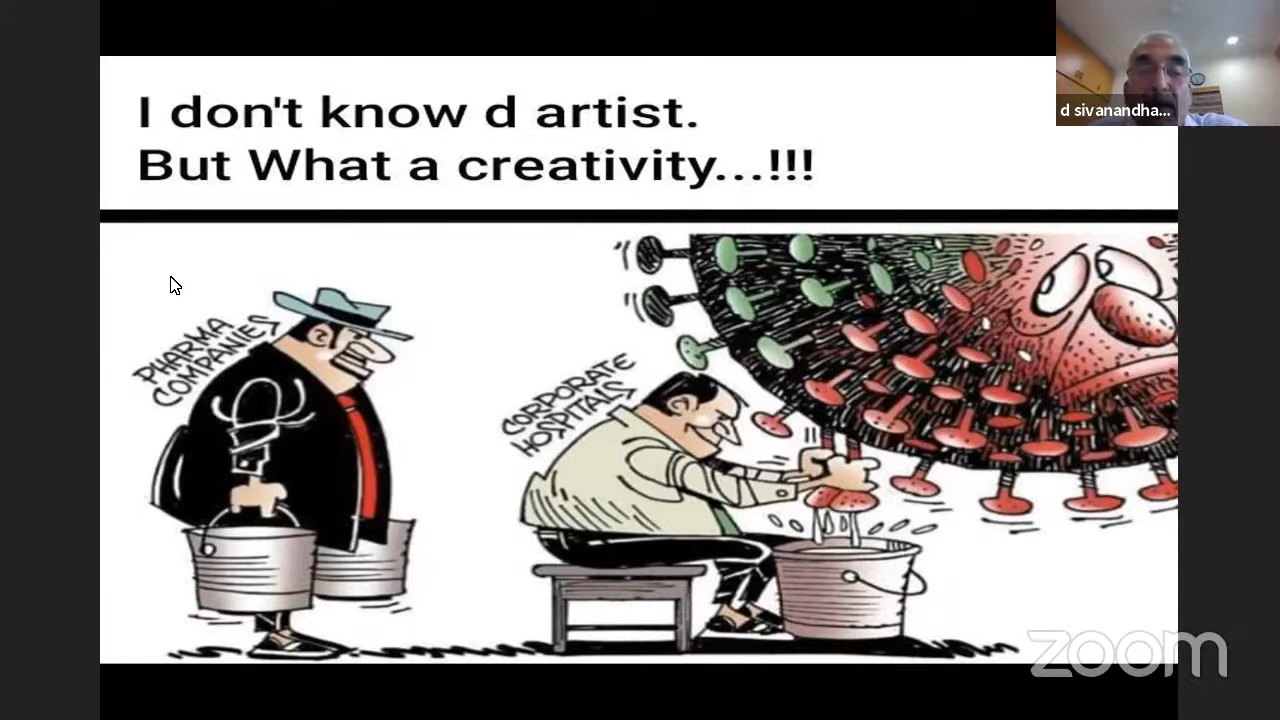 I don't know d artist.
But What a creativity...!!!
d sivanandha...
PHARMA
COMPANIES
CORPORATE
HOSPITALS
zoom